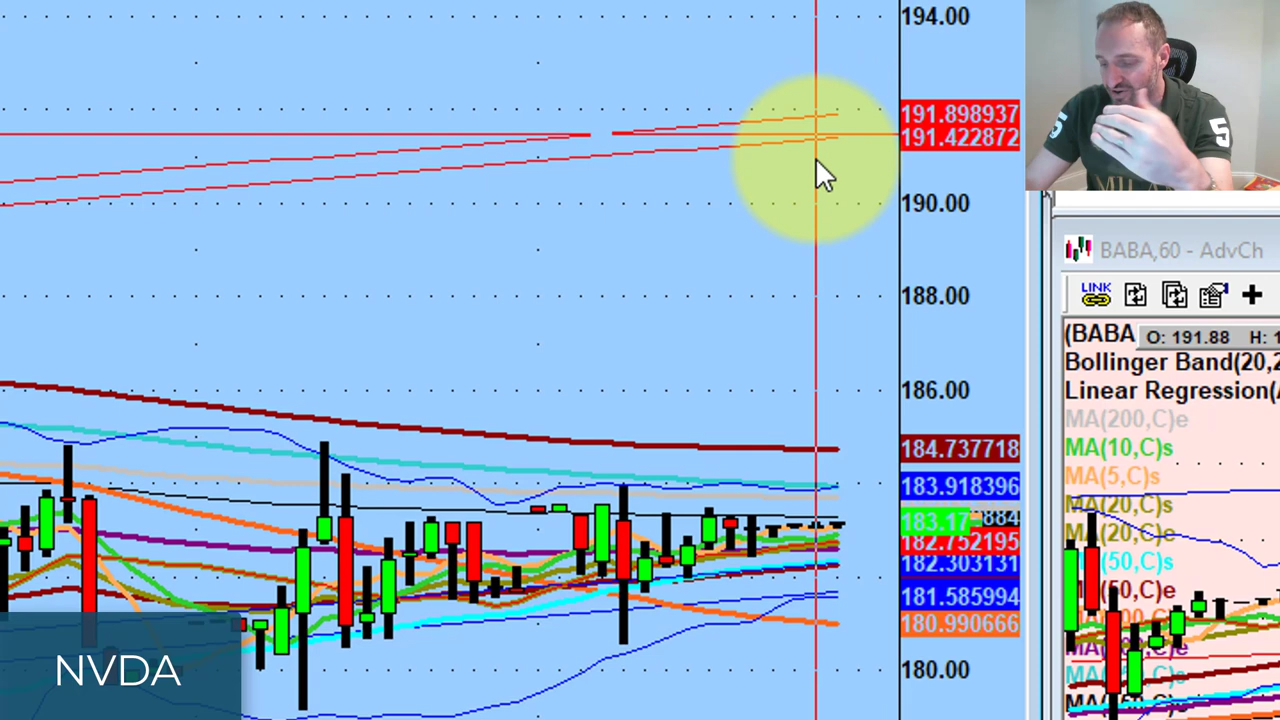 194.00
191.898937
191.422872
190.00
188.00
186.00
184.737718
183.918396
183.17
884
182.752195
182.303131
181.585994
180.990666
180.00
NVDA
5
5
BABA,60 - AdvCh
LINK
(BABA
O: 191.88 H: 1
Bollinger Band(20,2
Linear Regression(
MA(200,C)e
MA(10,C)s
MA(5,C)s
MA(20,C)s
MA(20,C)e
MA(50,C)s
MA(50,C)e